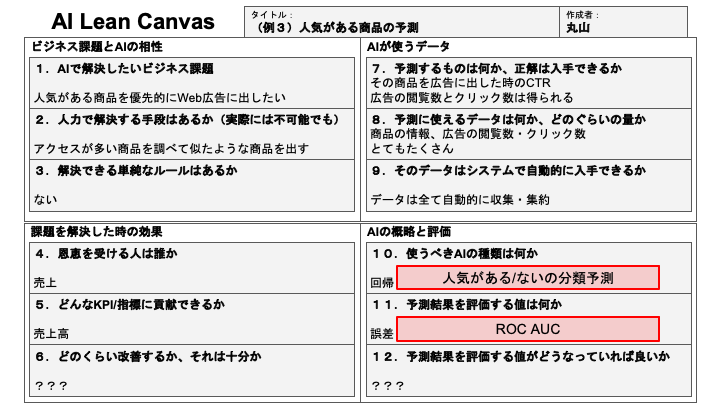 AI Lean Canvas
タイトル：
（例３）人気がある商品の予測
作成者：
丸山
ビジネス課題とAIの相性
１．AIで解決したいビジネス課題
人気がある商品を優先的にWeb広告に出したい
２．人力で解決する手段はあるか（実際には不可能でも）
アクセスが多い商品を調べて似たような商品を出す
３．解決できる単純なルールはあるか
ない
AIが使うデータ
７．予測するものは何か、正解は入手できるか
その商品を広告に出した時のCTR
広告の閲覧数とクリック数は得られる
８．予測に使えるデータは何か、どのぐらいの量か
商品の情報、広告の閲覧数・クリック数
とてもたくさん
９．そのデータはシステムで自動的に入手できるか
データは全て自動的に収集・集約
課題を解決した時の効果
４．恩恵を受ける人は誰か
売上
５．どんなKPI/指標に貢献できるか
売上高
６．どのくらい改善するか、それは十分か
？？？
AIの概略と評価
１０．使うべきAIの種類は何か
回帰 人気がある/ないの分類予測
１１．予測結果を評価する値は何か
誤差 ROC AUC
１２．予測結果を評価する値がどうなっていれば良いか
？？？